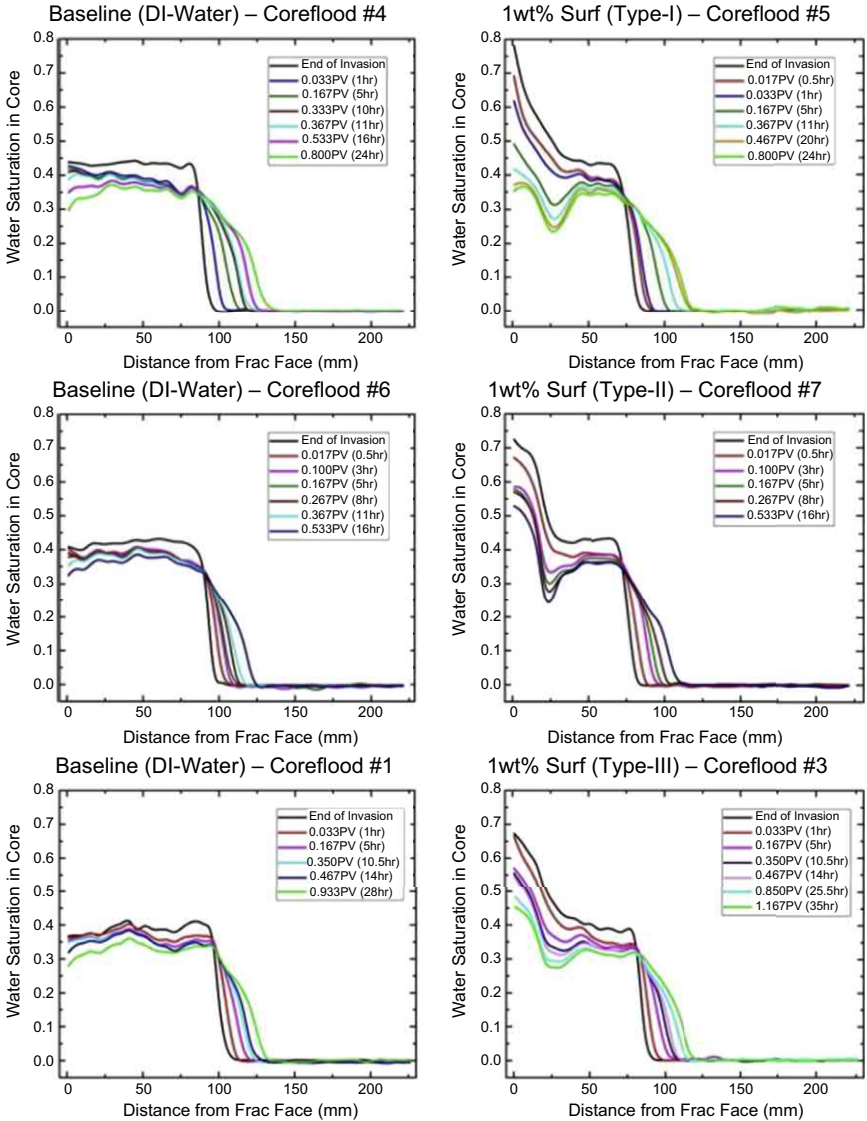 Baseline (DI-Water) – Coreflood #4
Water Saturation in Core
0.8
0.7
0.6
0.5
0.4
0.3
0.2
0.1
0.0
End of Invasion
0.033PV (1hr)
0.167PV (5hr)
0.333PV (10hr)
0.367PV (11hr)
0.533PV (16hr)
0.800PV (24hr)
0 50 100 150 200
Distance from Frac Face (mm)
1wt% Surf (Type-I) – Coreflood #5
Water Saturation in Core
0.8
0.7
0.6
0.5
0.4
0.3
0.2
0.1
0.0
End of Invasion
0.017PV (0.5hr)
0.033PV (1hr)
0.167PV (5hr)
0.367PV (11hr)
0.467PV (20hr)
0.800PV (24hr)
0 50 100 150 200
Distance from Frac Face (mm)
Baseline (DI-Water) – Coreflood #6
Water Saturation in Core
0.8
0.7
0.6
0.5
0.4
0.3
0.2
0.1
0.0
End of Invasion
0.017PV (0.5hr)
0.100PV (3hr)
0.167PV (5hr)
0.267PV (8hr)
0.367PV (11hr)
0.533PV (16hr)
0 50 100 150 200
Distance from Frac Face (mm)
1wt% Surf (Type-II) – Coreflood #7
Water Saturation in Core
0.8
0.7
0.6
0.5
0.4
0.3
0.2
0.1
0.0
End of Invasion
0.017PV (0.5hr)
0.100PV (3hr)
0.167PV (5hr)
0.267PV (8hr)
0.533PV (16hr)
0 50 100 150 200
Distance from Frac Face (mm)
Baseline (DI-Water) – Coreflood #1
Water Saturation in Core
0.8
0.7
0.6
0.5
0.4
0.3
0.2
0.1
0.0
End of Invasion
0.033PV (1hr)
0.167PV (5hr)
0.350PV (10.5hr)
0.467PV (14hr)
0.933PV (28hr)
0 50 100 150 200
Distance from Frac Face (mm)
1wt% Surf (Type-III) – Coreflood #3
Water Saturation in Core
0.8
0.7
0.6
0.5
0.4
0.3
0.2
0.1
0.0
End of Invasion
0.033PV (1hr)
0.167PV (5hr)
0.350PV (10.5hr)
0.467PV (14hr)
0.850PV (25.5hr)
1.167PV (35hr)
0 50 100 150 200
Distance from Frac Face (mm)